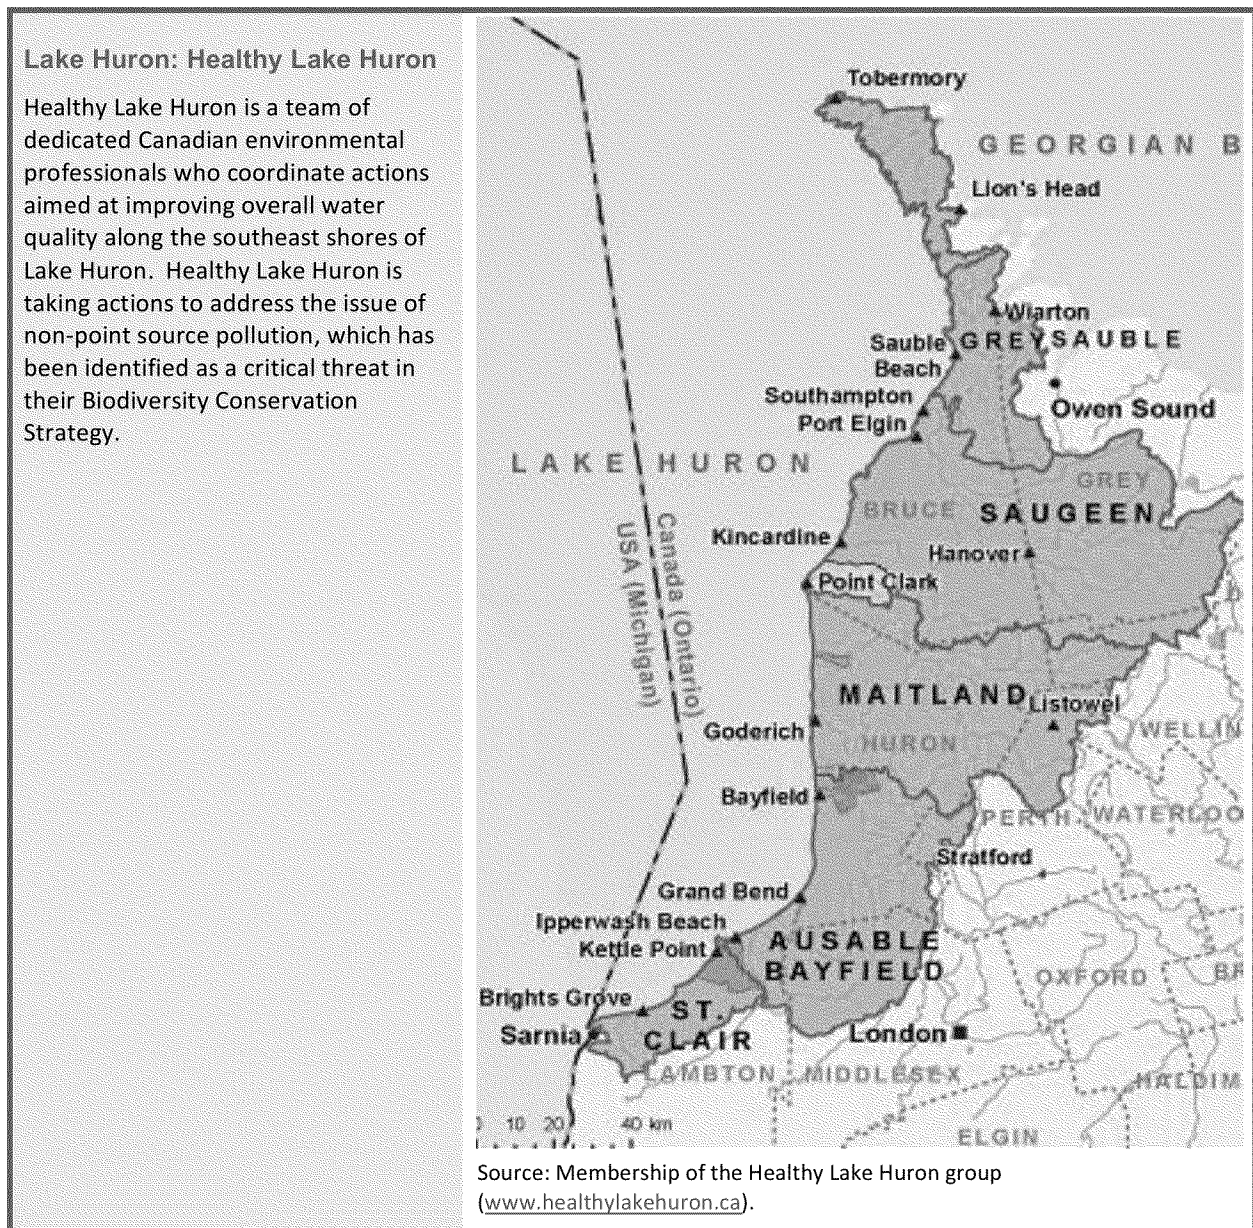 Lake Huron: Healthy Lake Huron
Healthy Lake Huron is a team of
dedicated Canadian environmental
professionals who coordinate actions
aimed at improving overall water
quality along the southeast shores of
Lake Huron.  Healthy Lake Huron is
taking actions to address the issue of
non-point source pollution, which has
been identified as a critical threat in
their Biodiversity Conservation
Strategy.
Tobermory
GEORGIAN B
Lion's Head
Wiarton
Sauble
Beach
GREY SAUBLE
Southampton
Port Elgin
Owen Sound
LAKE HURON
GREY
BRUCE
SAUGEEN
Kincardine
Hanover
Point Clark
USA (Michigan)
Canada (Ontario)
MAITLAND
Listowel
Goderich
HURON
WELLIN
Bayfield
PERTH
WATERLOO
Stratford
Grand Bend
Ipperwash Beach
Kettle Point
AUSABLE
BAYFIELD
OXFORD
BR
Brights Grove
ST.
CLAIR
Sarnia
London
LAMBTON
MIDDLESEX
HALDIM
10 20 40 km
ELGIN
Source: Membership of the Healthy Lake Huron group
(www.healthylakehuron.ca).